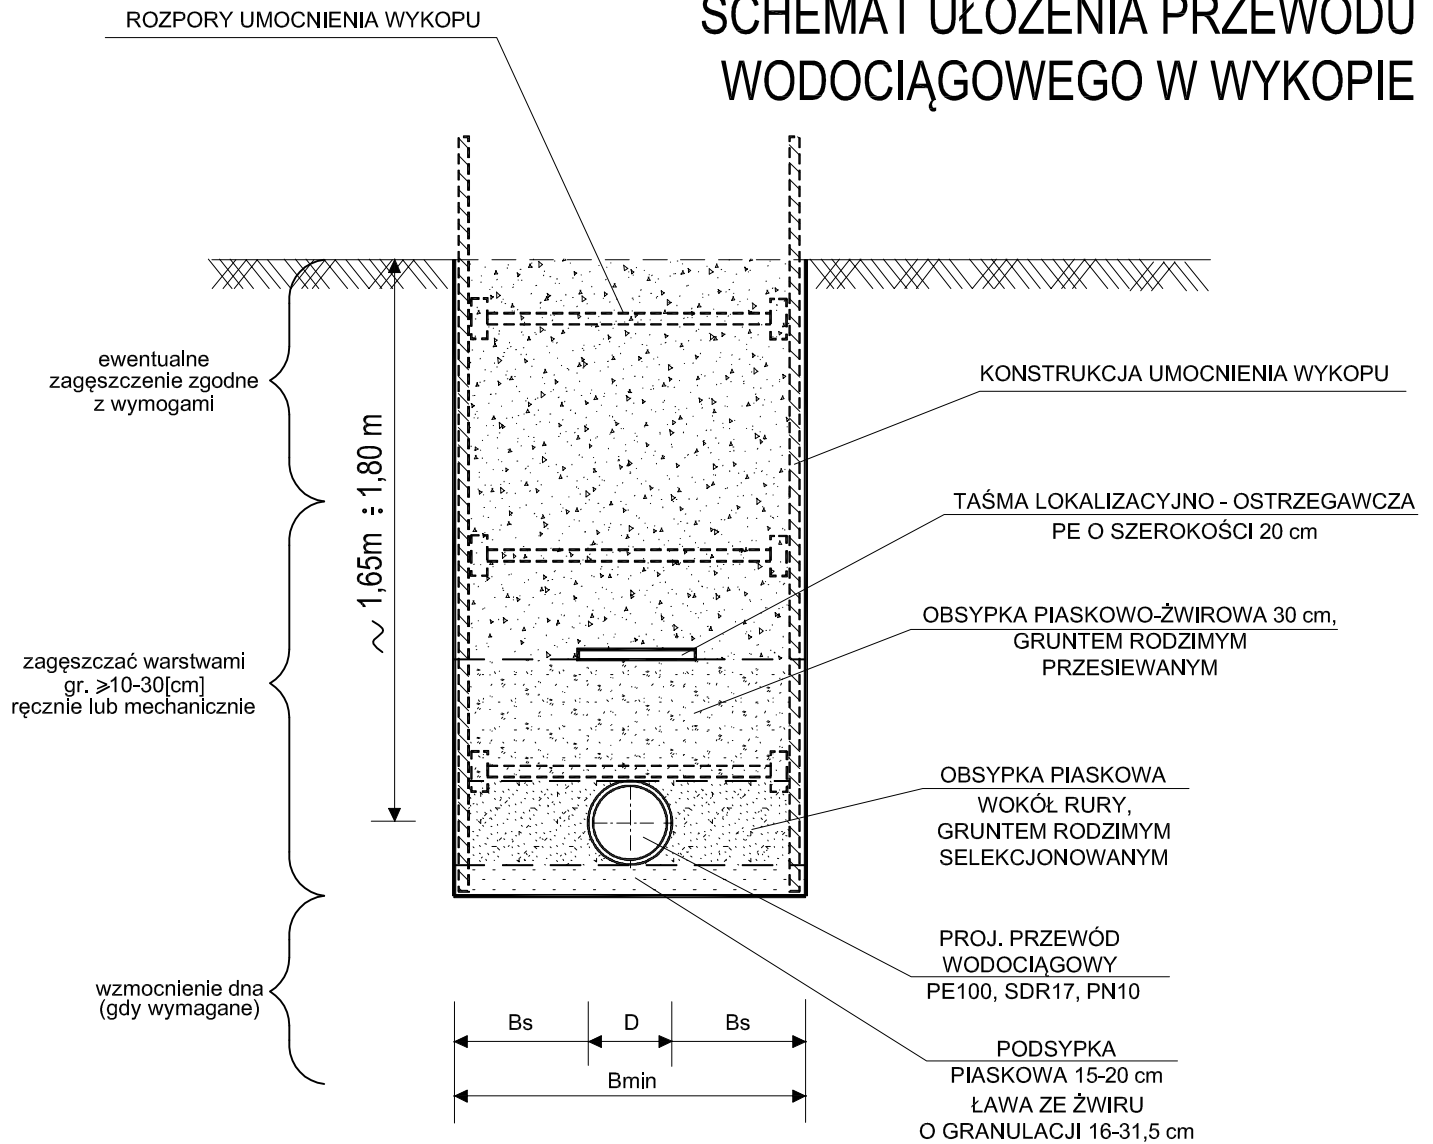 ROZPORY UMOCNIENIA WYKOPU
SCHEMAT UŁOŻENIA PRZEWODU
WODOCIĄGOWEGO W WYKOPIE
ewentualne
zagęszczenie zgodne
z wymogami
~ 1,65m ÷ 1,80 m
KONSTRUKCJA UMOCNIENIA WYKOPU
TAŚMA LOKALIZACYJNO - OSTRZEGAWCZA
PE O SZEROKOŚCI 20 cm
OBSYPKA PIASKOWO-ŻWIROWA 30 cm,
GRUNTEM RODZIMYM
PRZESIEWANYM
zagęszczać warstwami
gr. ⩾10-30[cm]
ręcznie lub mechanicznie
OBSYPKA PIASKOWA
WOKÓŁ RURY,
GRUNTEM RODZIMYM
SELEKCJONOWANYM
PROJ. PRZEWÓD
WODOCIĄGOWY
PE100, SDR17, PN10
wzmocnienie dna
(gdy wymagane)
Bs D Bs
Bmin
PODSYPKA
PIASKOWA 15-20 cm
ŁAWA ZE ŻWIRU
O GRANULACJI 16-31,5 cm